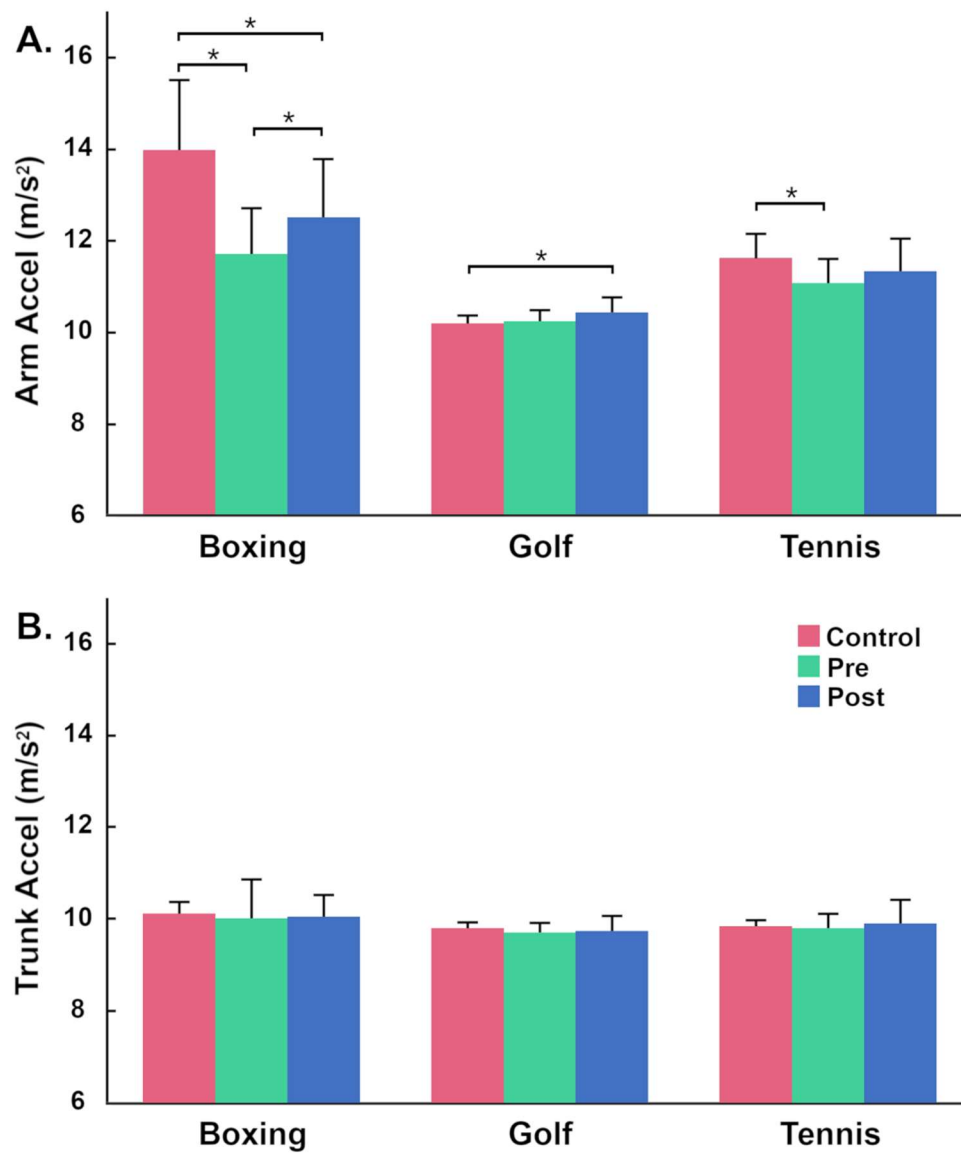 A.
Arm Accel (m/s²)
16
14
12
10
8
6
*
*
*
*
*
Boxing Golf Tennis
B.
Trunk Accel (m/s²)
16
14
12
10
8
6
Control
Pre
Post
Boxing Golf Tennis